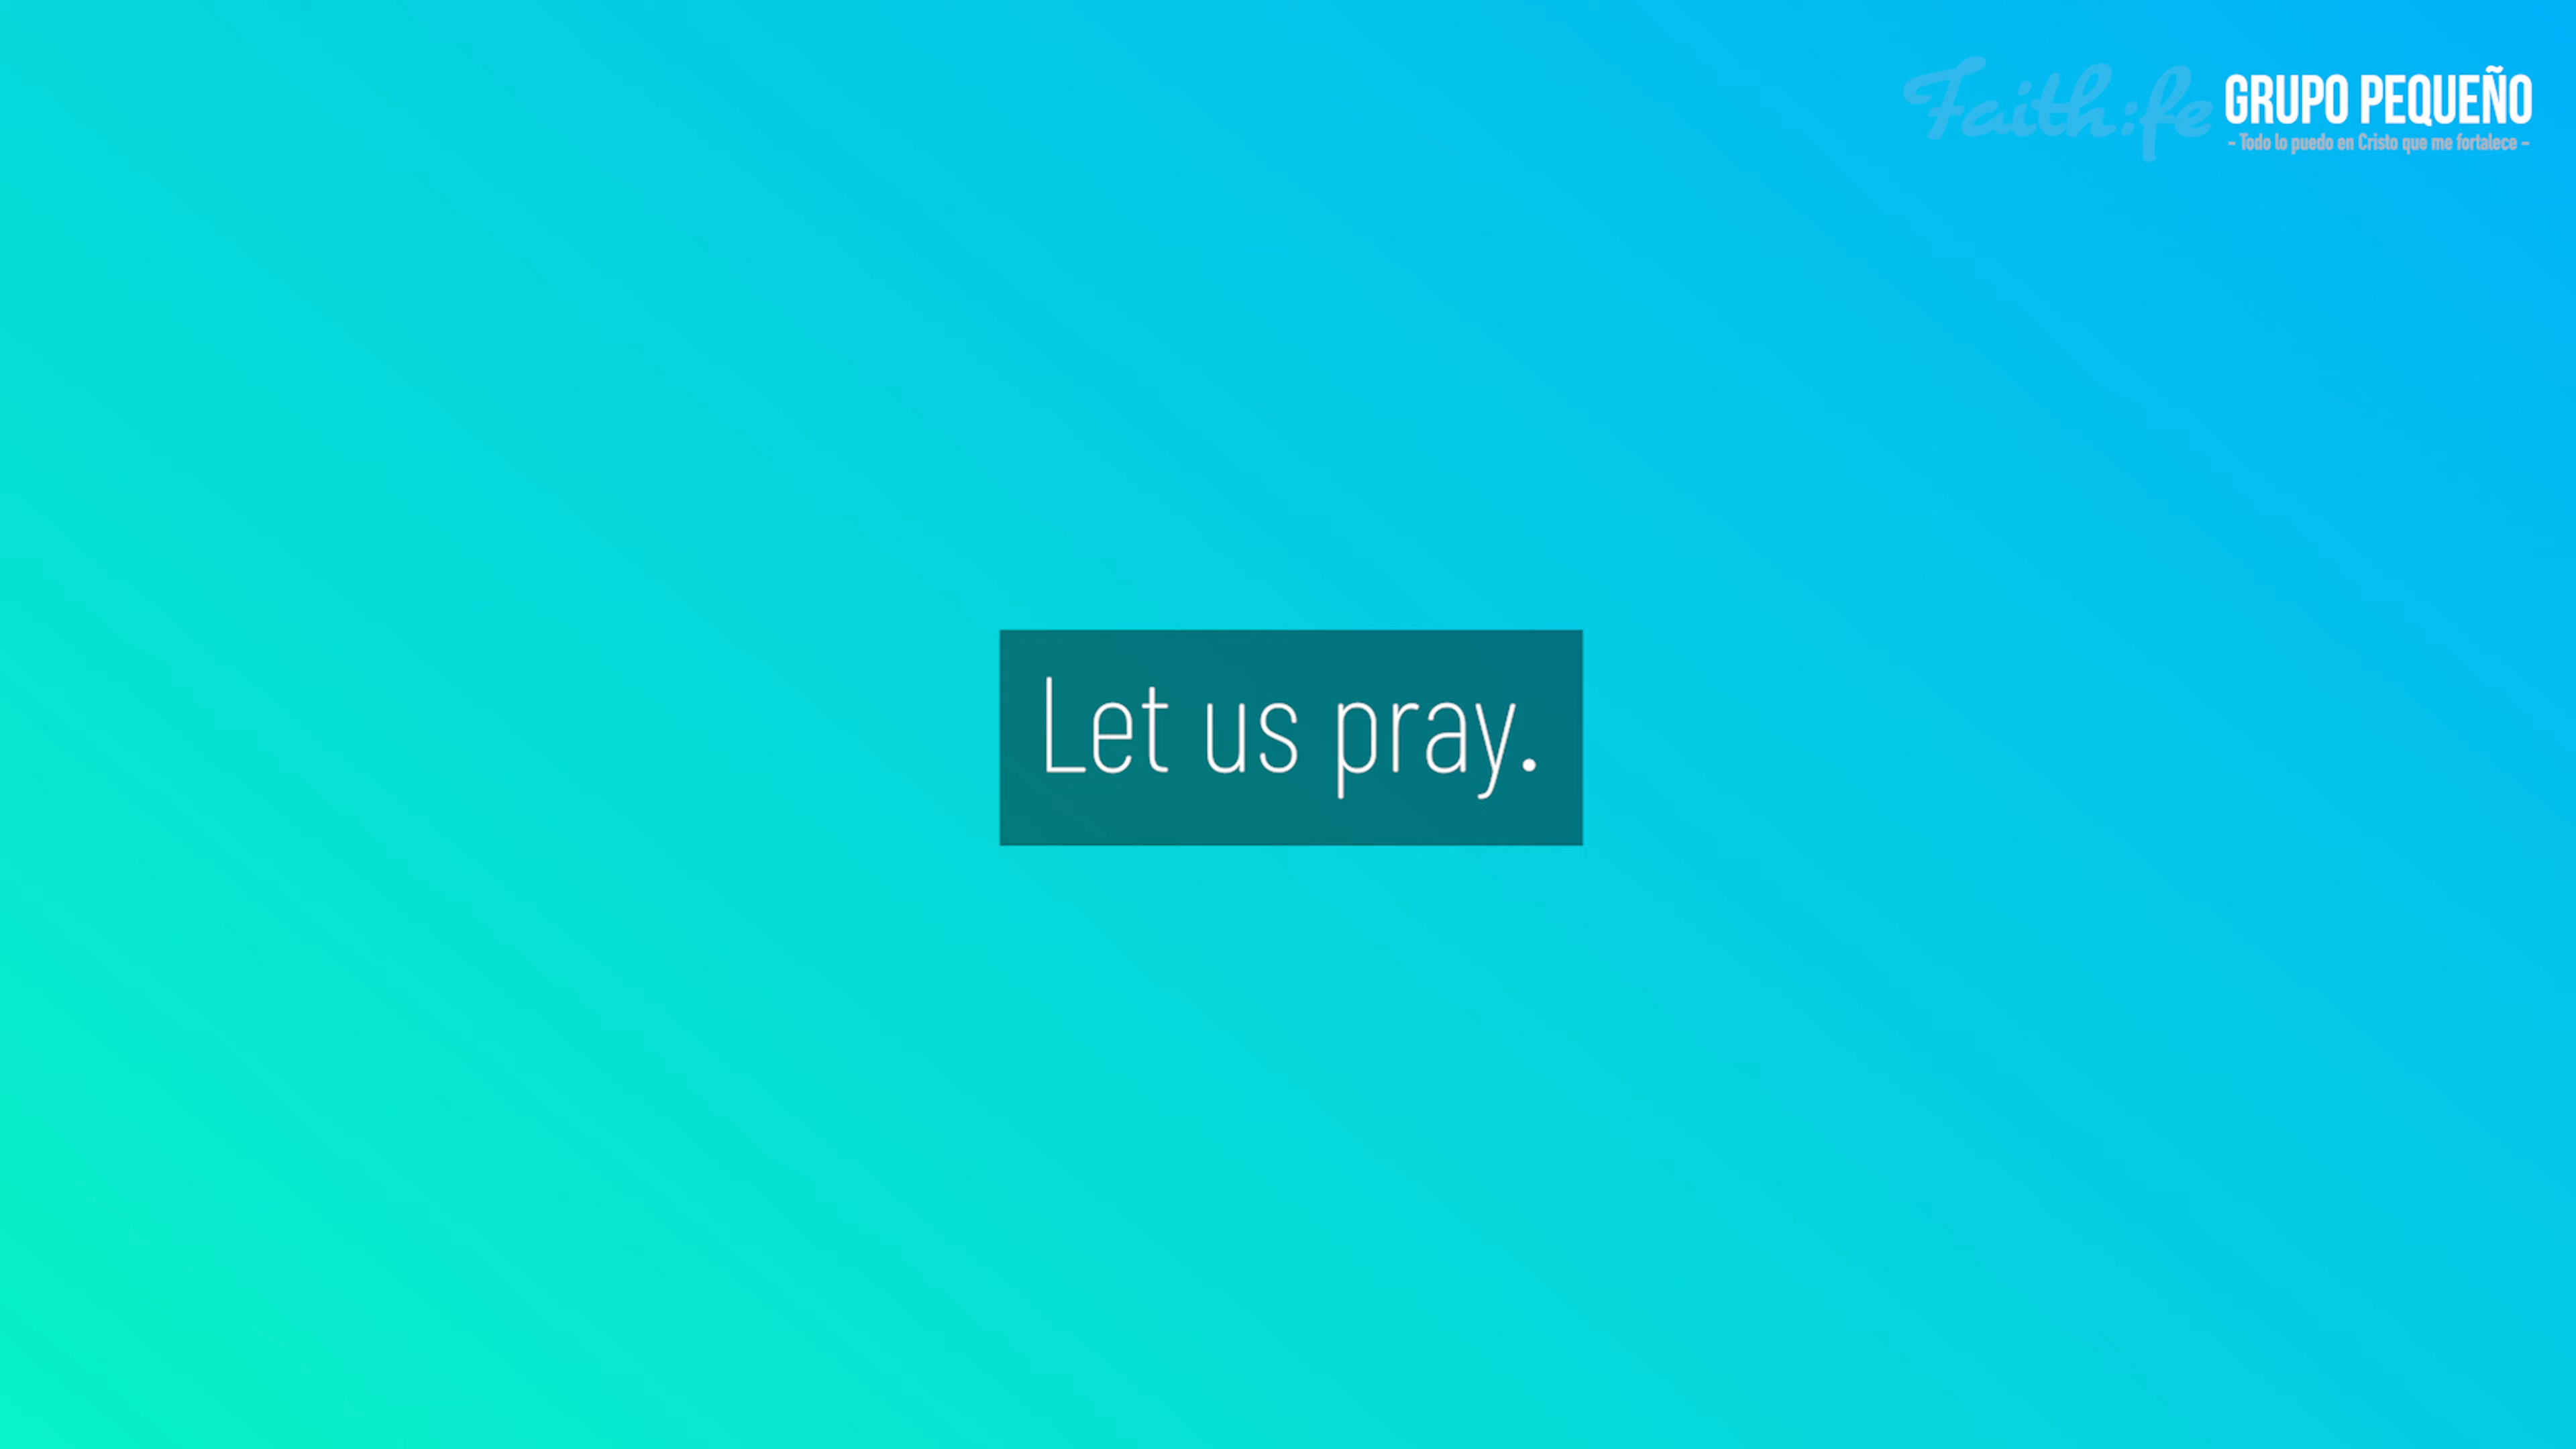 Faith:fe GRUPO PEQUEÑO
- Todo lo puedo en Cristo que me fortalece -
Let us pray.